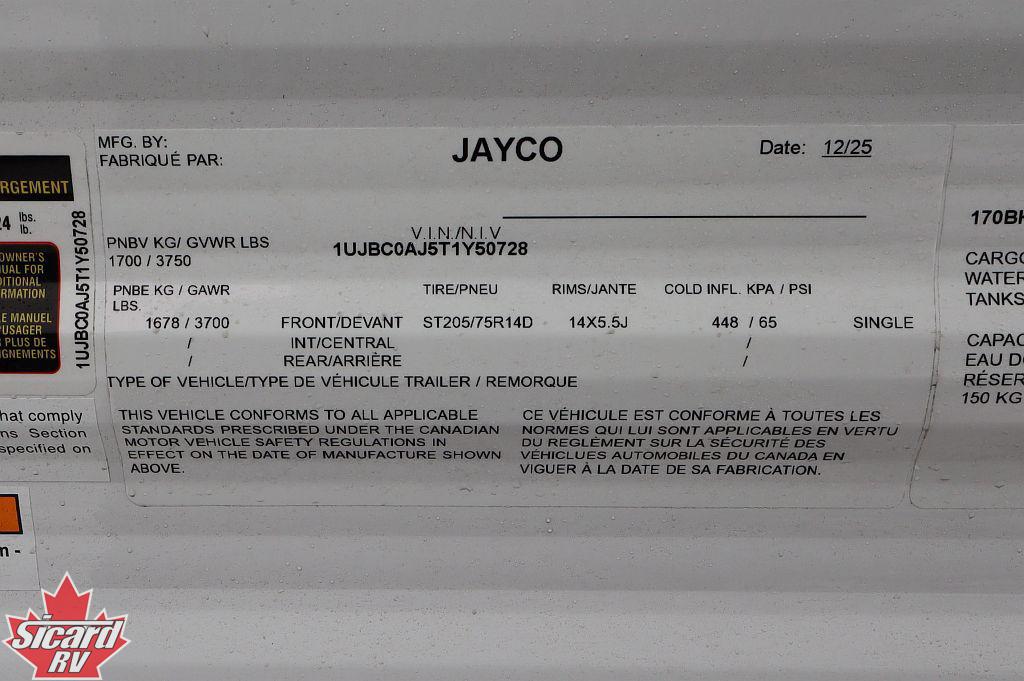 MFG. BY:
FABRIQUÉ PAR:
JAYCO
Date: 12/25
V.I.N./N.I.V
1UJBC0AJ5T1Y50728
PNBV KG/ GVWR LBS
1700 / 3750
PNBE KG / GAWR
LBS.
TIRE/PNEU RIMS/JANTE COLD INFL. KPA / PSI
1678 / 3700 FRONT/DEVANT ST205/75R14D 14X5.5J 448 / 65 SINGLE
/ INT/CENTRAL /
/ REAR/ARRIÈRE /
TYPE OF VEHICLE/TYPE DE VÉHICULE TRAILER / REMORQUE
THIS VEHICLE CONFORMS TO ALL APPLICABLE
STANDARDS PRESCRIBED UNDER THE CANADIAN
MOTOR VEHICLE SAFETY REGULATIONS IN
EFFECT ON THE DATE OF MANUFACTURE SHOWN
ABOVE.
CE VÉHICULE EST CONFORME À TOUTES LES
NORMES QUI LUI SONT APPLICABLES EN VERTU
DU REGLEMENT SUR LA SÉCURITÉ DES
VÉHICLUES AUTOMOBILES DU CANADA EN
VIGUER À LA DATE DE SA FABRICATION.
RGEMENT
24 lbs.
lb.
OWNER'S
UAL FOR
DITIONAL
RMATION
LE MANUEL
'USAGER
PLUS DE
IGNEMENTS
1UJBC0AJ5T1Y50728
hat comply
ns Section
specified on
n -
170BH
CARGO
WATER
TANKS
CAPAC
EAU DO
RÉSER
150 KG
Sicard
RV